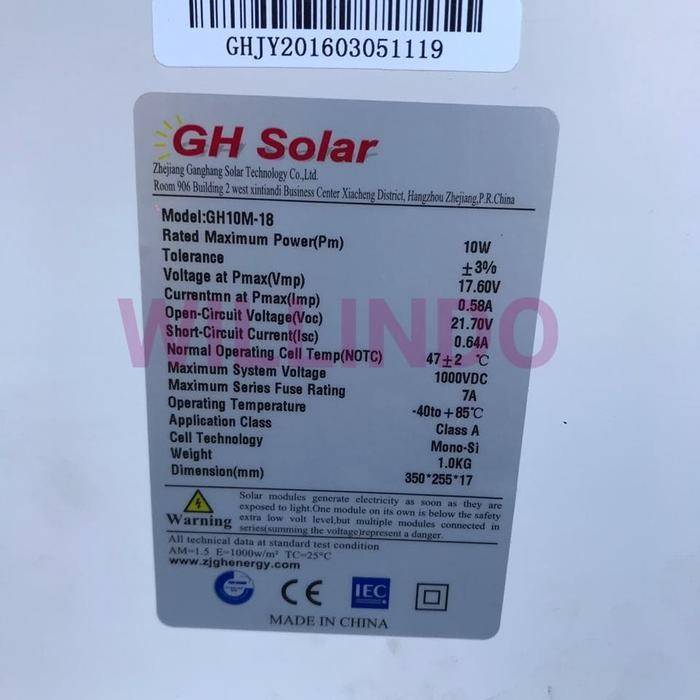 GHJY201603051119
GH Solar
Zhejiang Ganghang Solar Technology Co.,Ltd.
Room 906 Building 2 west xintiandi Business Center Xiacheng District, Hangzhou Zhejiang,P.R.China
Model:GH10M-18
Rated Maximum Power(Pm) 10W
Tolerance ±3%
Voltage at Pmax(Vmp) 17.60V
Currentmn at Pmax(Imp) 0.58A
Open-Circuit Voltage(Voc) 21.70V
Short-Circuit Current(Isc) 0.64A
WILLINDO
Normal Operating Cell Temp(NOTC) 47±2 °C
Maximum System Voltage 1000VDC
Maximum Series Fuse Rating 7A
Operating Temperature -40to+85°C
Application Class Class A
Cell Technology Mono-Si
Weight 1.0KG
Dimension(mm) 350*255*17
Warning
Solar modules generate electricity as soon as they are
exposed to light.One module on its own is below the safety
extra low volt level,but multiple modules connected in
series(summing the voltage)represent a danger.
All technical data at standard test condition
AM=1.5 E=1000w/m² TC=25°C
www.zjghenergy.com
CE
IEC
MADE IN CHINA